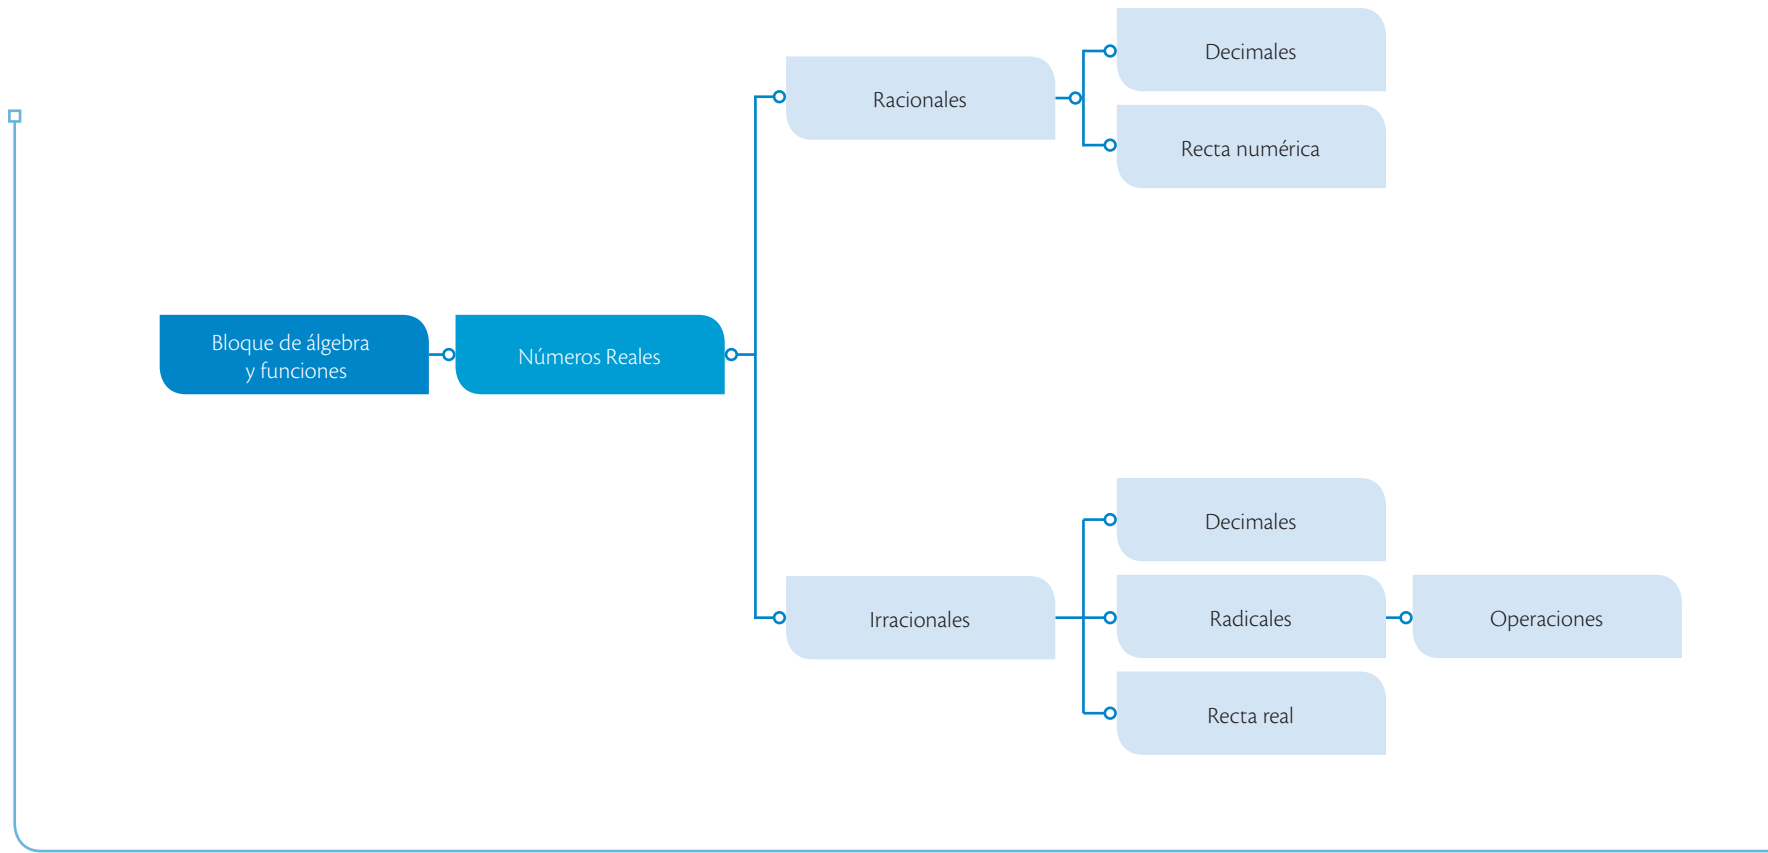 Bloque de álgebra
y funciones
Números Reales
Racionales
Decimales
Recta numérica
Irracionales
Decimales
Radicales
Operaciones
Recta real